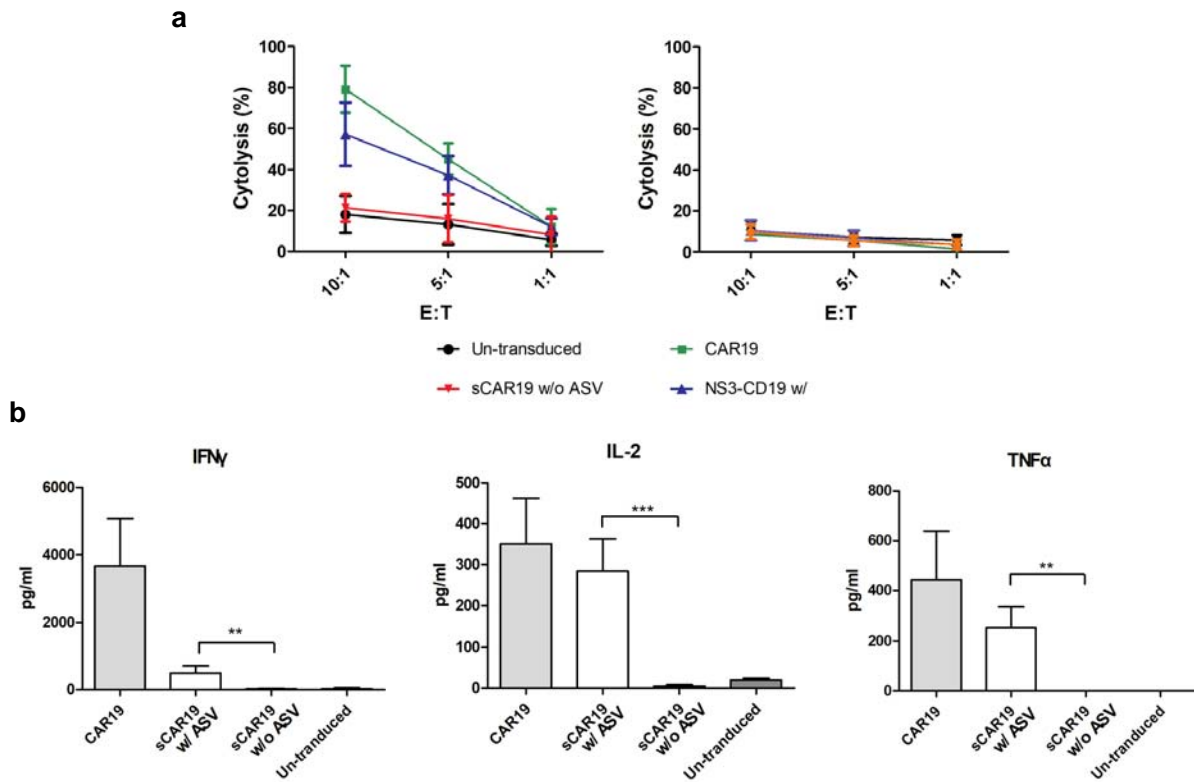 a
100
80
60
40
20
0
Cytolysis (%)
10:1
5:1
1:1
E:T
100
80
60
40
20
0
Cytolysis (%)
10:1
5:1
1:1
E:T
Un-transduced
CAR19
sCAR19 w/o ASV
NS3-CD19 w/
b
IFNγ
6000
4000
2000
0
pg/ml
**
CAR19
sCAR19
w/ ASV
sCAR19
w/o ASV
Un-tranduced
IL-2
500
400
300
200
100
0
pg/ml
***
CAR19
sCAR19
w/ ASV
sCAR19
w/o ASV
Un-tranduced
TNFα
800
600
400
200
0
pg/ml
**
CAR19
sCAR19
w/ ASV
sCAR19
w/o ASV
Un-tranduced